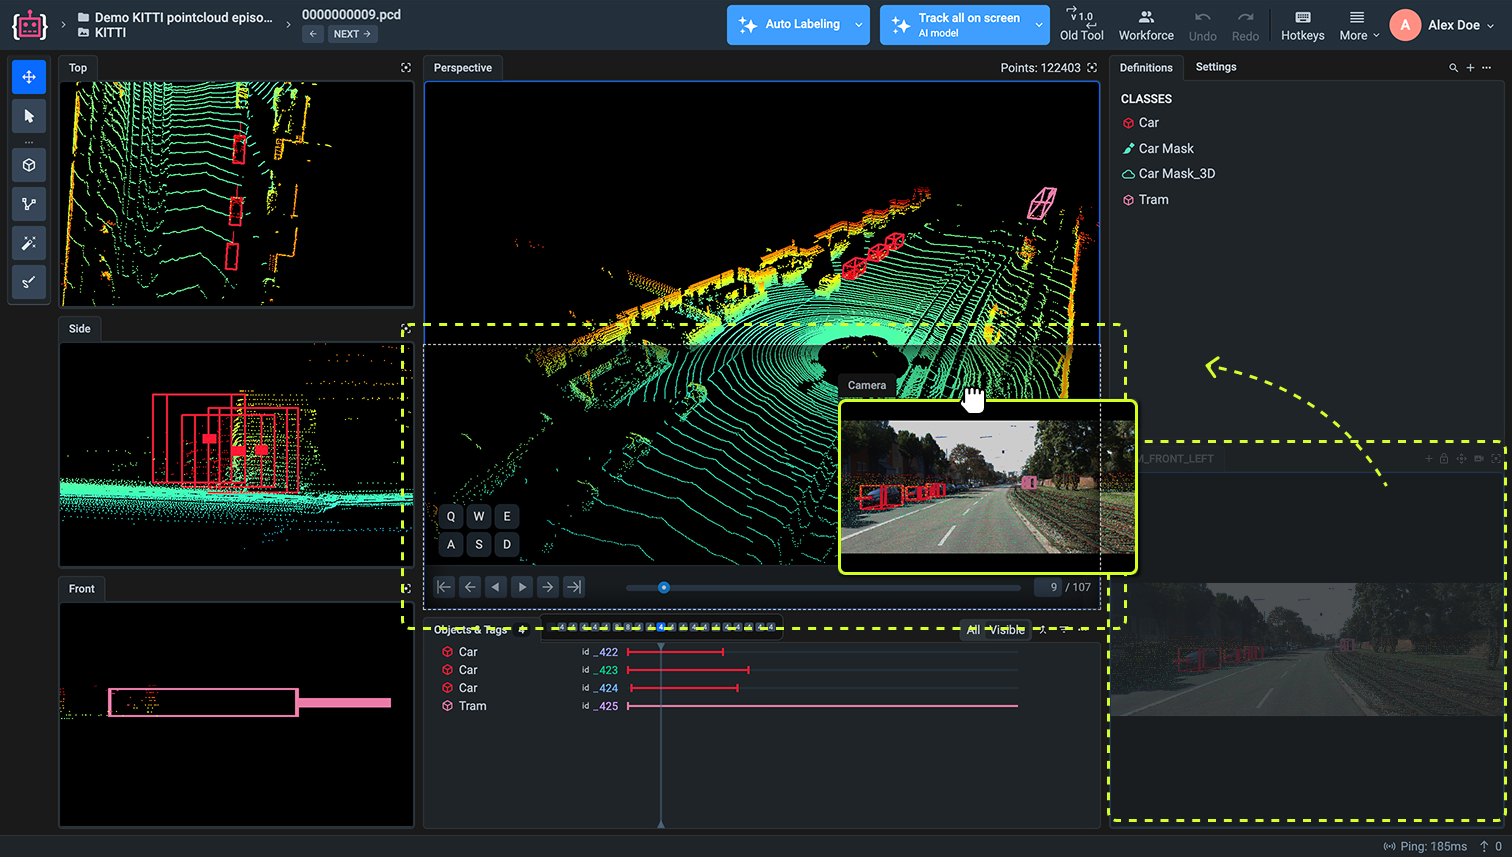 Demo KITTI pointcloud episo...
KITTI
0000000009.pcd
NEXT
Auto Labeling
Track all on screen
AI model
v1.0
Old Tool
Workforce
Undo
Redo
Hotkeys
More
A
Alex Doe
Top
Perspective
Points: 122403
Definitions
Settings
CLASSES
Car
Car Mask
Car Mask_3D
Tram
Side
Camera
M_FRONT_LEFT
Q W E
A S D
9 / 107
Front
Objects & Tags 4
All Visible
Car id _422
Car id _423
Car id _424
Tram id _425
Ping: 185ms
0